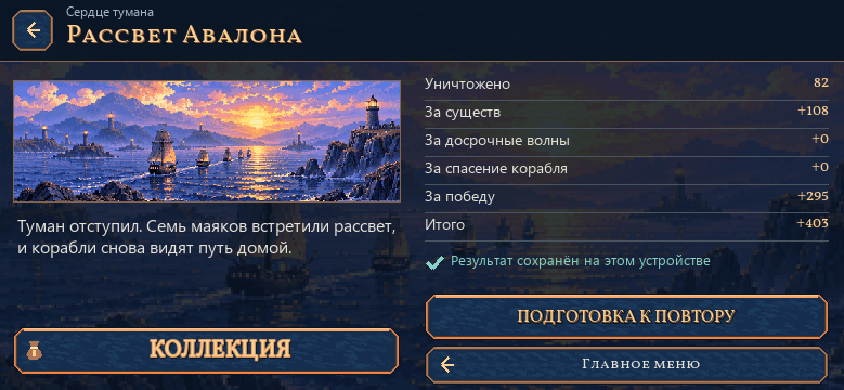 Сердце тумана
Рассвет Авалона
Туман отступил. Семь маяков встретили рассвет,
и корабли снова видят путь домой.
КОЛЛЕКЦИЯ
Уничтожено 82
За существ +108
За досрочные волны +0
За спасение корабля +0
За победу +295
Итого +403
Результат сохранён на этом устройстве
ПОДГОТОВКА К ПОВТОРУ
Главное меню